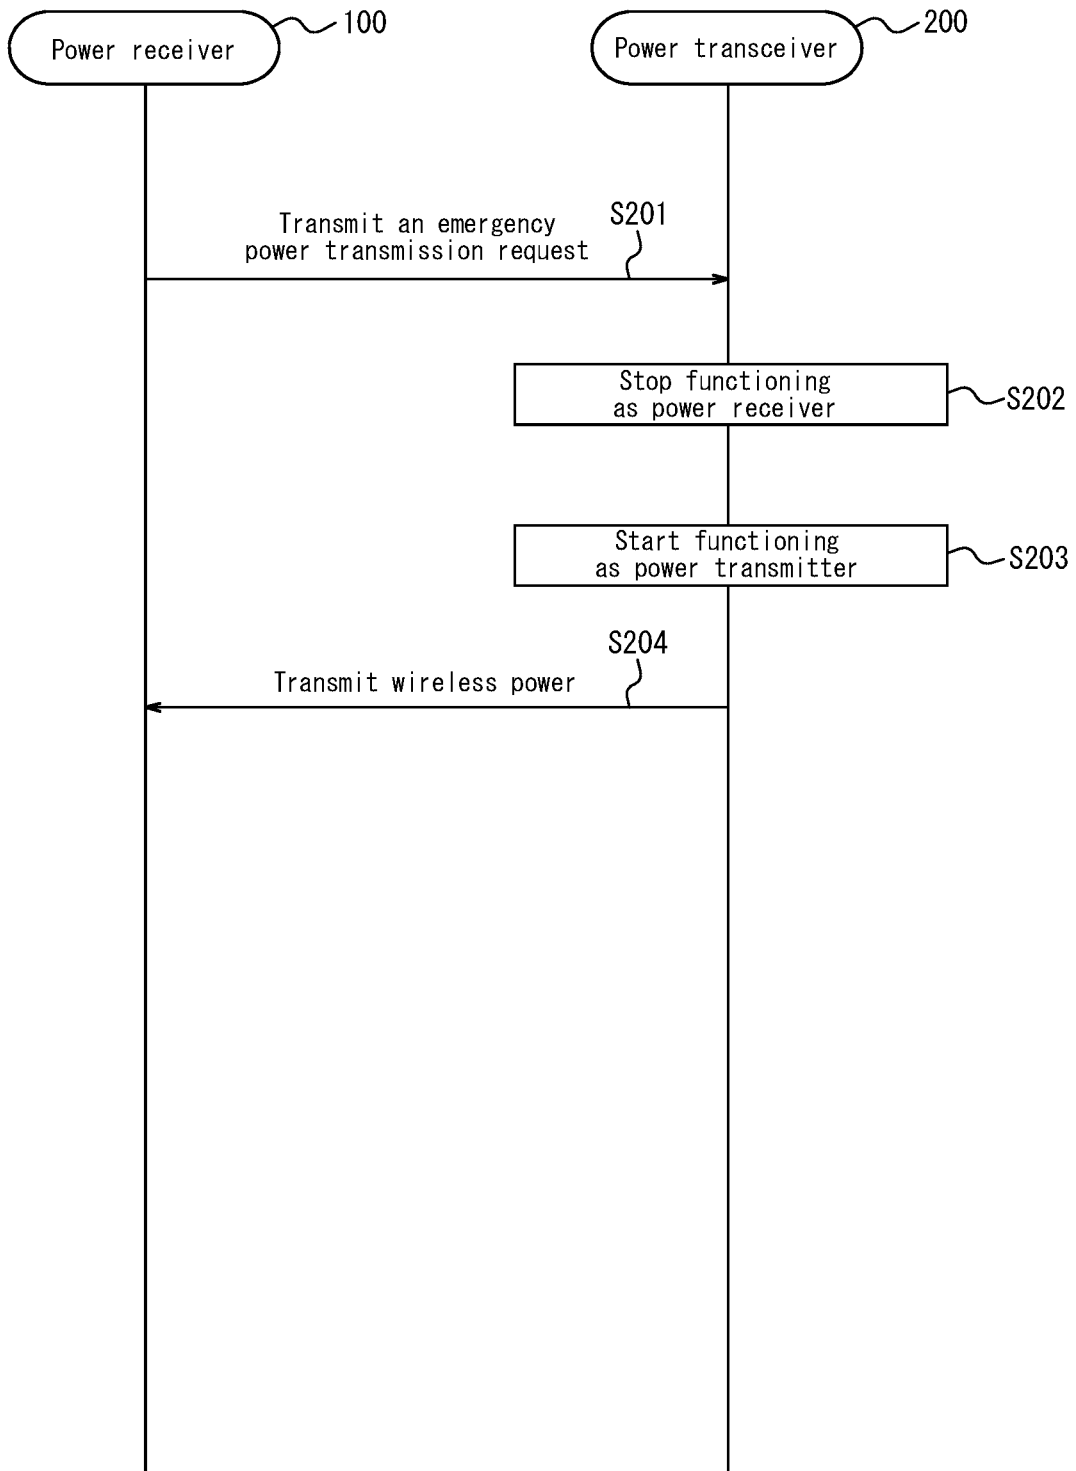 Power receiver
100
Power transceiver
200
Transmit an emergency
power transmission request
S201
Stop functioning
as power receiver
S202
Start functioning
as power transmitter
S203
S204
Transmit wireless power